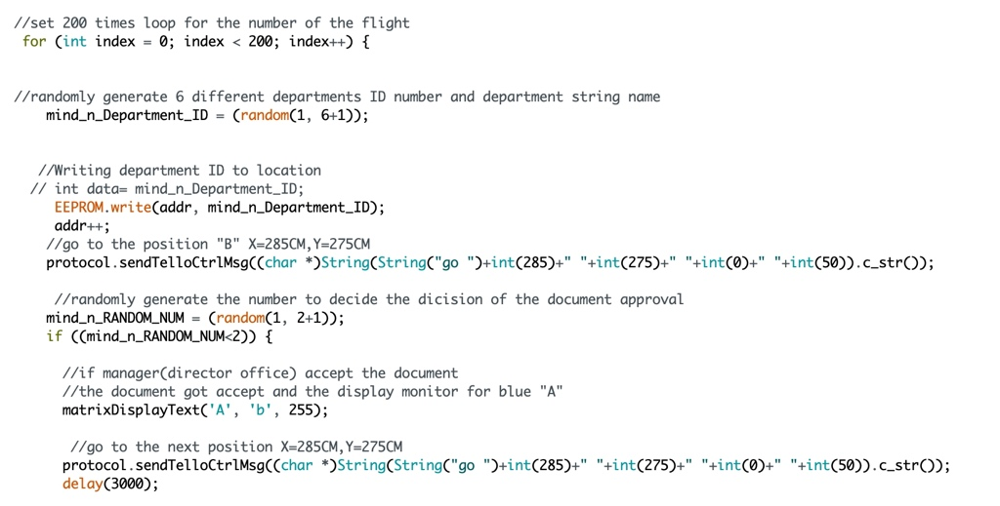 //set 200 times loop for the number of the flight
for (int index = 0; index < 200; index++) {
//randomly generate 6 different departments ID number and department string name
mind_n_Department_ID = (random(1, 6+1));
//Writing department ID to location
// int data= mind_n_Department_ID;
EEPROM.write(addr, mind_n_Department_ID);
addr++;
//go to the position "B" X=285CM,Y=275CM
protocol.sendTelloCtrlMsg((char *)String(String("go ")+int(285)+" "+int(275)+" "+int(0)+" "+int(50)).c_str());
//randomly generate the number to decide the dicision of the document approval
mind_n_RANDOM_NUM = (random(1, 2+1));
if ((mind_n_RANDOM_NUM<2)) {
//if manager(director office) accept the document
//the document got accept and the display monitor for blue "A"
matrixDisplayText('A', 'b', 255);
//go to the next position X=285CM,Y=275CM
protocol.sendTelloCtrlMsg((char *)String(String("go ")+int(285)+" "+int(275)+" "+int(0)+" "+int(50)).c_str());
delay(3000);